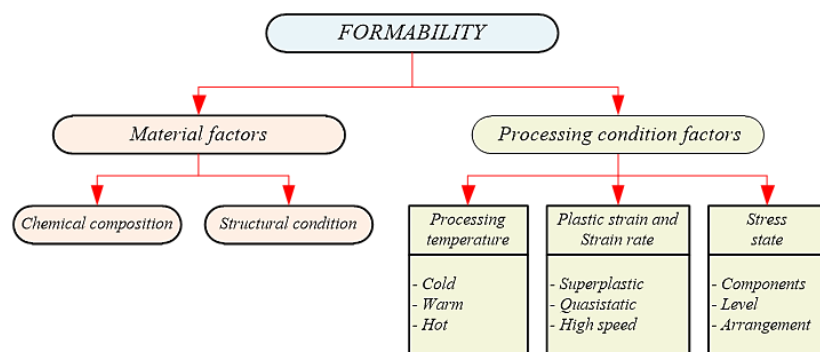 FORMABILITY
Material factors
Processing condition factors
Chemical composition
Structural condition
Processing
temperature
- Cold
- Warm
- Hot
Plastic strain and
Strain rate
- Superplastic
- Quasistatic
- High speed
Stress
state
- Components
- Level
- Arrangement